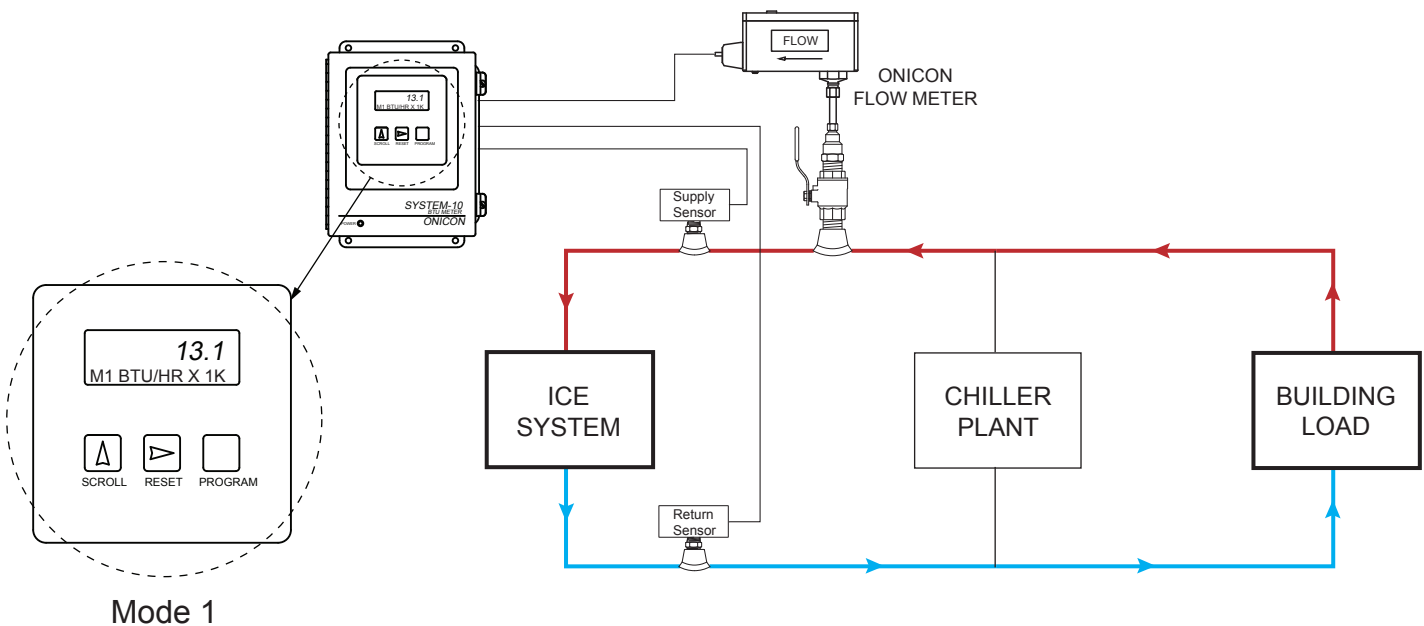 FLOW
ONICON
FLOW METER
13.1
M1 BTU/HR X 1K
SCROLL RESET PROGRAM
SYSTEM-10
BTU METER
ONICON
POWER
Supply
Sensor
13.1
M1 BTU/HR X 1K
SCROLL RESET PROGRAM
ICE
SYSTEM
CHILLER
PLANT
BUILDING
LOAD
Return
Sensor
Mode 1